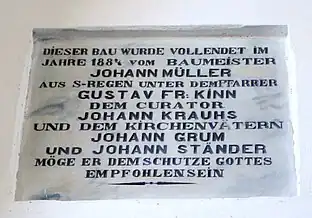 DIESER BAU WURDE VOLLENDET IM
JAHRE 1884 VOM BAUMEISTER
JOHANN MÜLLER
AUS S-REGEN UNTER DEM PFARRER
GUSTAV FR: KINN
DEM CURATOR
JOHANN KRAUHS
UND DEM KIRCHENVÄTERN
JOHANN GRUM
UND JOHANN STÄNDER
MÖGE ER DEM SCHUTZE GOTTES
EMPFOHLEN SEIN